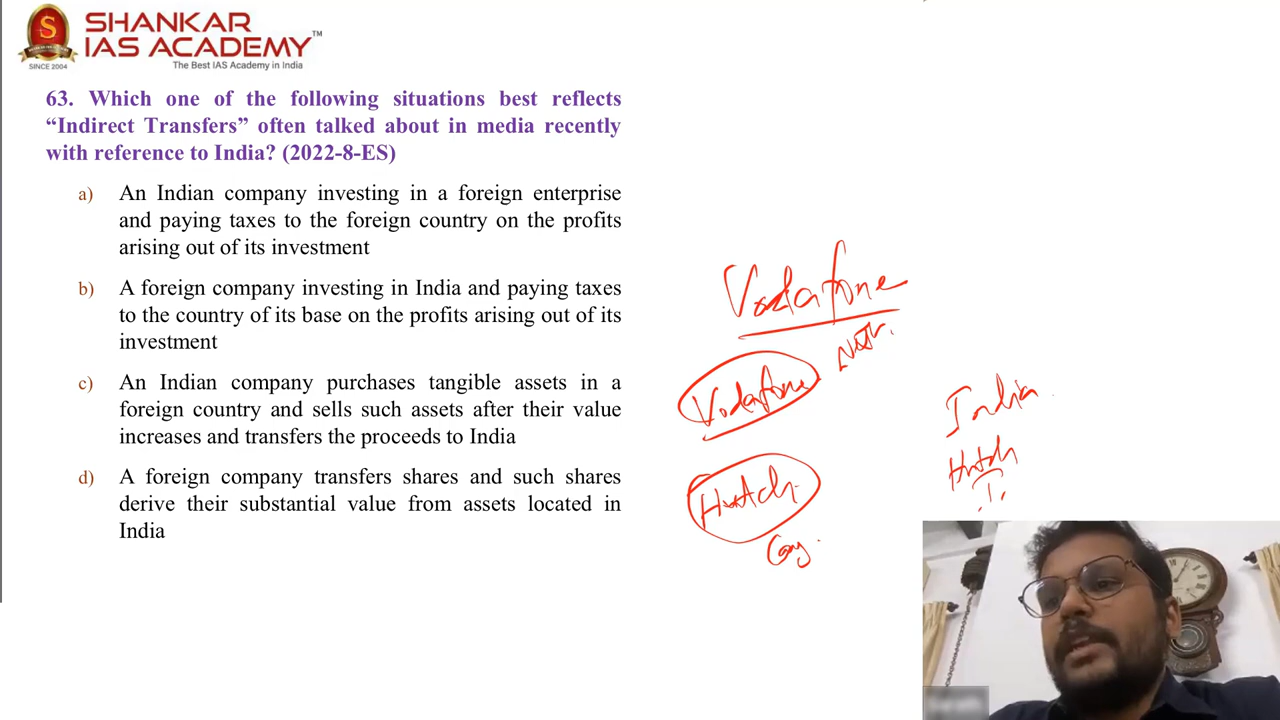 SHANKAR
IAS ACADEMY™
The Best IAS Academy in India
SINCE 2004
63. Which one of the following situations best reflects
“Indirect Transfers” often talked about in media recently
with reference to India? (2022-8-ES)
a) An Indian company investing in a foreign enterprise
and paying taxes to the foreign country on the profits
arising out of its investment
b) A foreign company investing in India and paying taxes
to the country of its base on the profits arising out of its
investment
c) An Indian company purchases tangible assets in a
foreign country and sells such assets after their value
increases and transfers the proceeds to India
d) A foreign company transfers shares and such shares
derive their substantial value from assets located in
India
Vodafone
Vodafone
Neth.
Hutch
India
Hutch